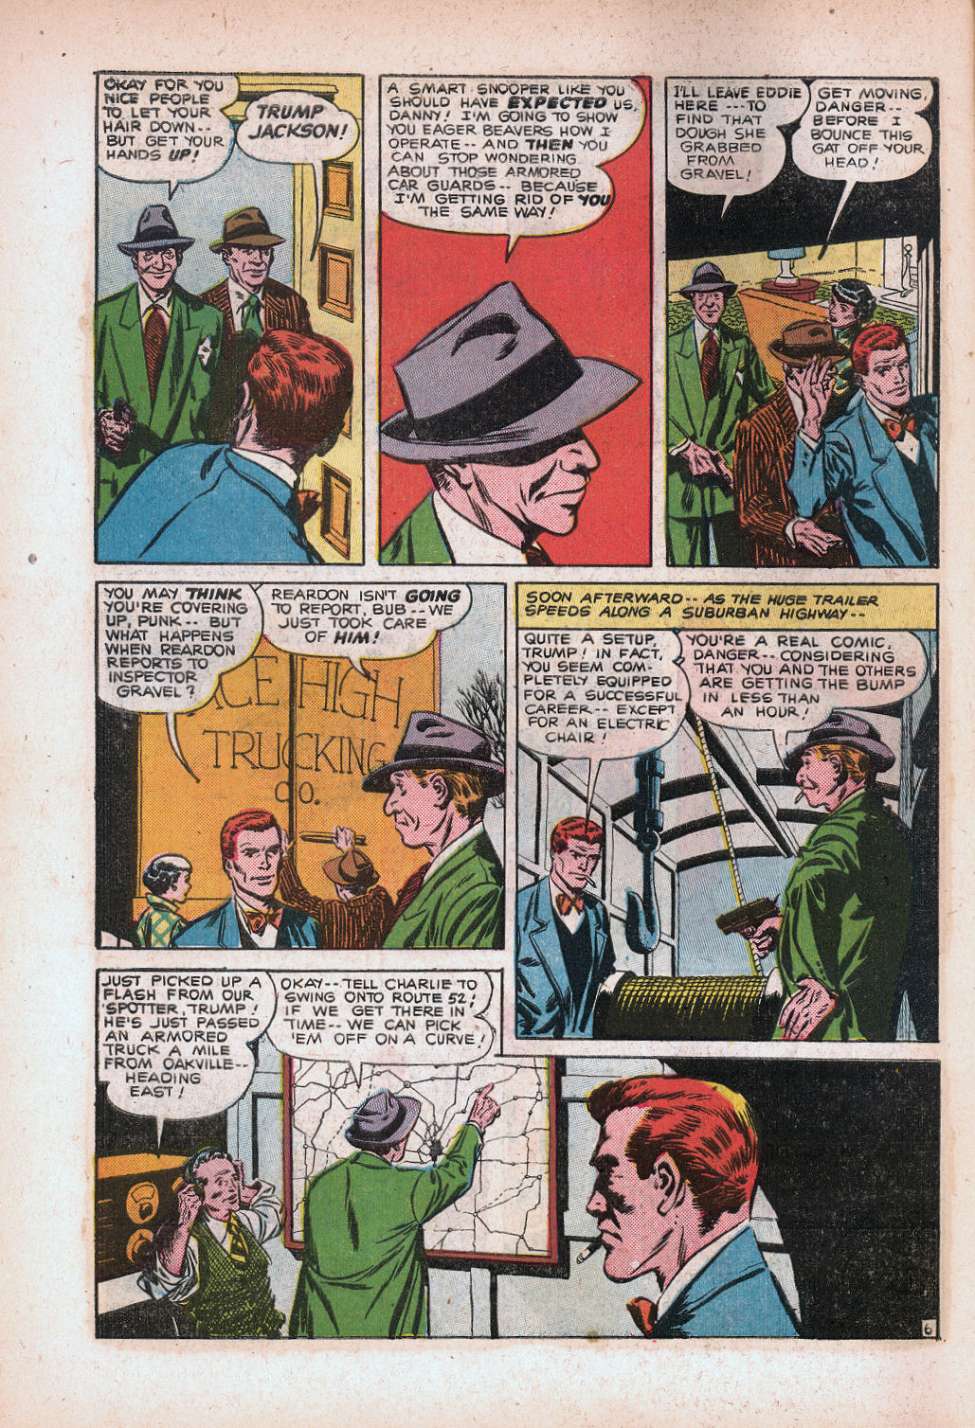 OKAY FOR YOU
NICE PEOPLE
TO LET YOUR
HAIR DOWN--
BUT GET YOUR
HANDS UP!
TRUMP
JACKSON!
A SMART SNOOPER LIKE YOU
SHOULD HAVE EXPECTED US,
DANNY! I'M GOING TO SHOW
YOU EAGER BEAVERS HOW I
OPERATE-- AND THEN YOU
CAN STOP WONDERING
ABOUT THOSE ARMORED
CAR GUARDS-- BECAUSE
I'M GETTING RID OF YOU
THE SAME WAY!
I'LL LEAVE EDDIE
HERE ---TO
FIND THAT
DOUGH SHE
GRABBED
FROM
GRAVEL!
GET MOVING,
DANGER--
BEFORE I
BOUNCE THIS
GAT OFF YOUR
HEAD!
YOU MAY THINK
YOU'RE COVERING
UP, PUNK-- BUT
WHAT HAPPENS
WHEN REARDON
REPORTS TO
INSPECTOR
GRAVEL?
REARDON ISN'T GOING
TO REPORT, BUB-- WE
JUST TOOK CARE
OF HIM!
ACE HIGH
TRUCKING
CO.
SOON AFTERWARD-- AS THE HUGE TRAILER
SPEEDS ALONG A SUBURBAN HIGHWAY--
QUITE A SETUP,
TRUMP! IN FACT,
YOU SEEM COM-
PLETELY EQUIPPED
FOR A SUCCESSFUL
CAREER-- EXCEPT
FOR AN ELECTRIC
CHAIR!
YOU'RE A REAL COMIC,
DANGER-- CONSIDERING
THAT YOU AND THE OTHERS
ARE GETTING THE BUMP
IN LESS THAN
AN HOUR!
JUST PICKED UP A
FLASH FROM OUR
'SPOTTER, TRUMP!
HE'S JUST PASSED
AN ARMORED
TRUCK A MILE
FROM OAKVILLE--
HEADING
EAST!
OKAY--TELL CHARLIE TO
SWING ONTO ROUTE 52!
IF WE GET THERE IN
TIME-- WE CAN PICK
'EM OFF ON A CURVE!
6